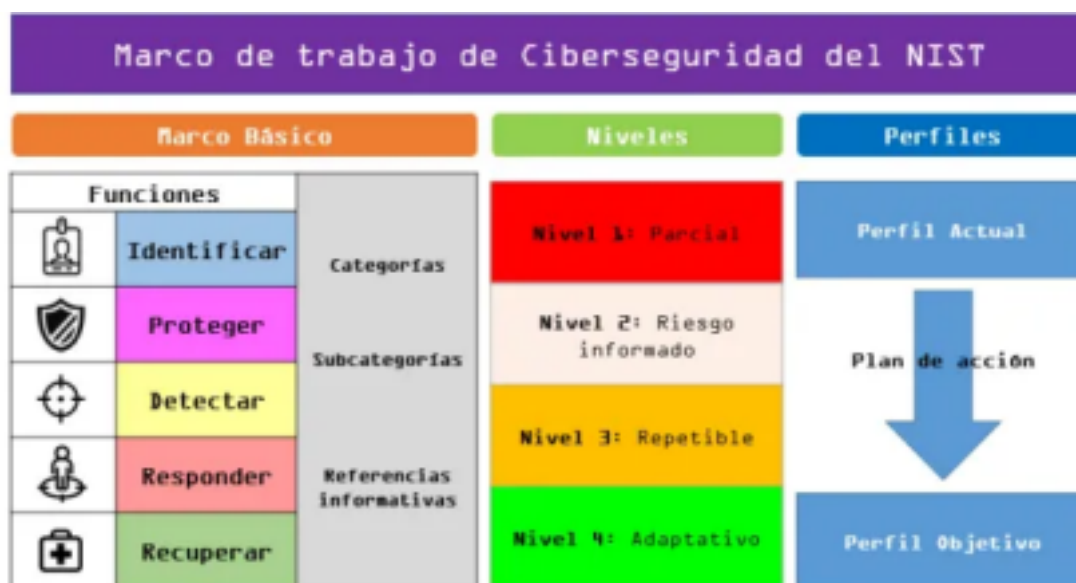 Marco de trabajo de Ciberseguridad del NIST
Marco Básico
Niveles
Perfiles
Funciones
Identificar
Proteger
Detectar
Responder
Recuperar
Categorías
Subcategorías
Referencias
informativas
Nivel 1: Parcial
Nivel 2: Riesgo
informado
Nivel 3: Repetible
Nivel 4: Adaptativo
Perfil Actual
Plan de acción
Perfil Objetivo